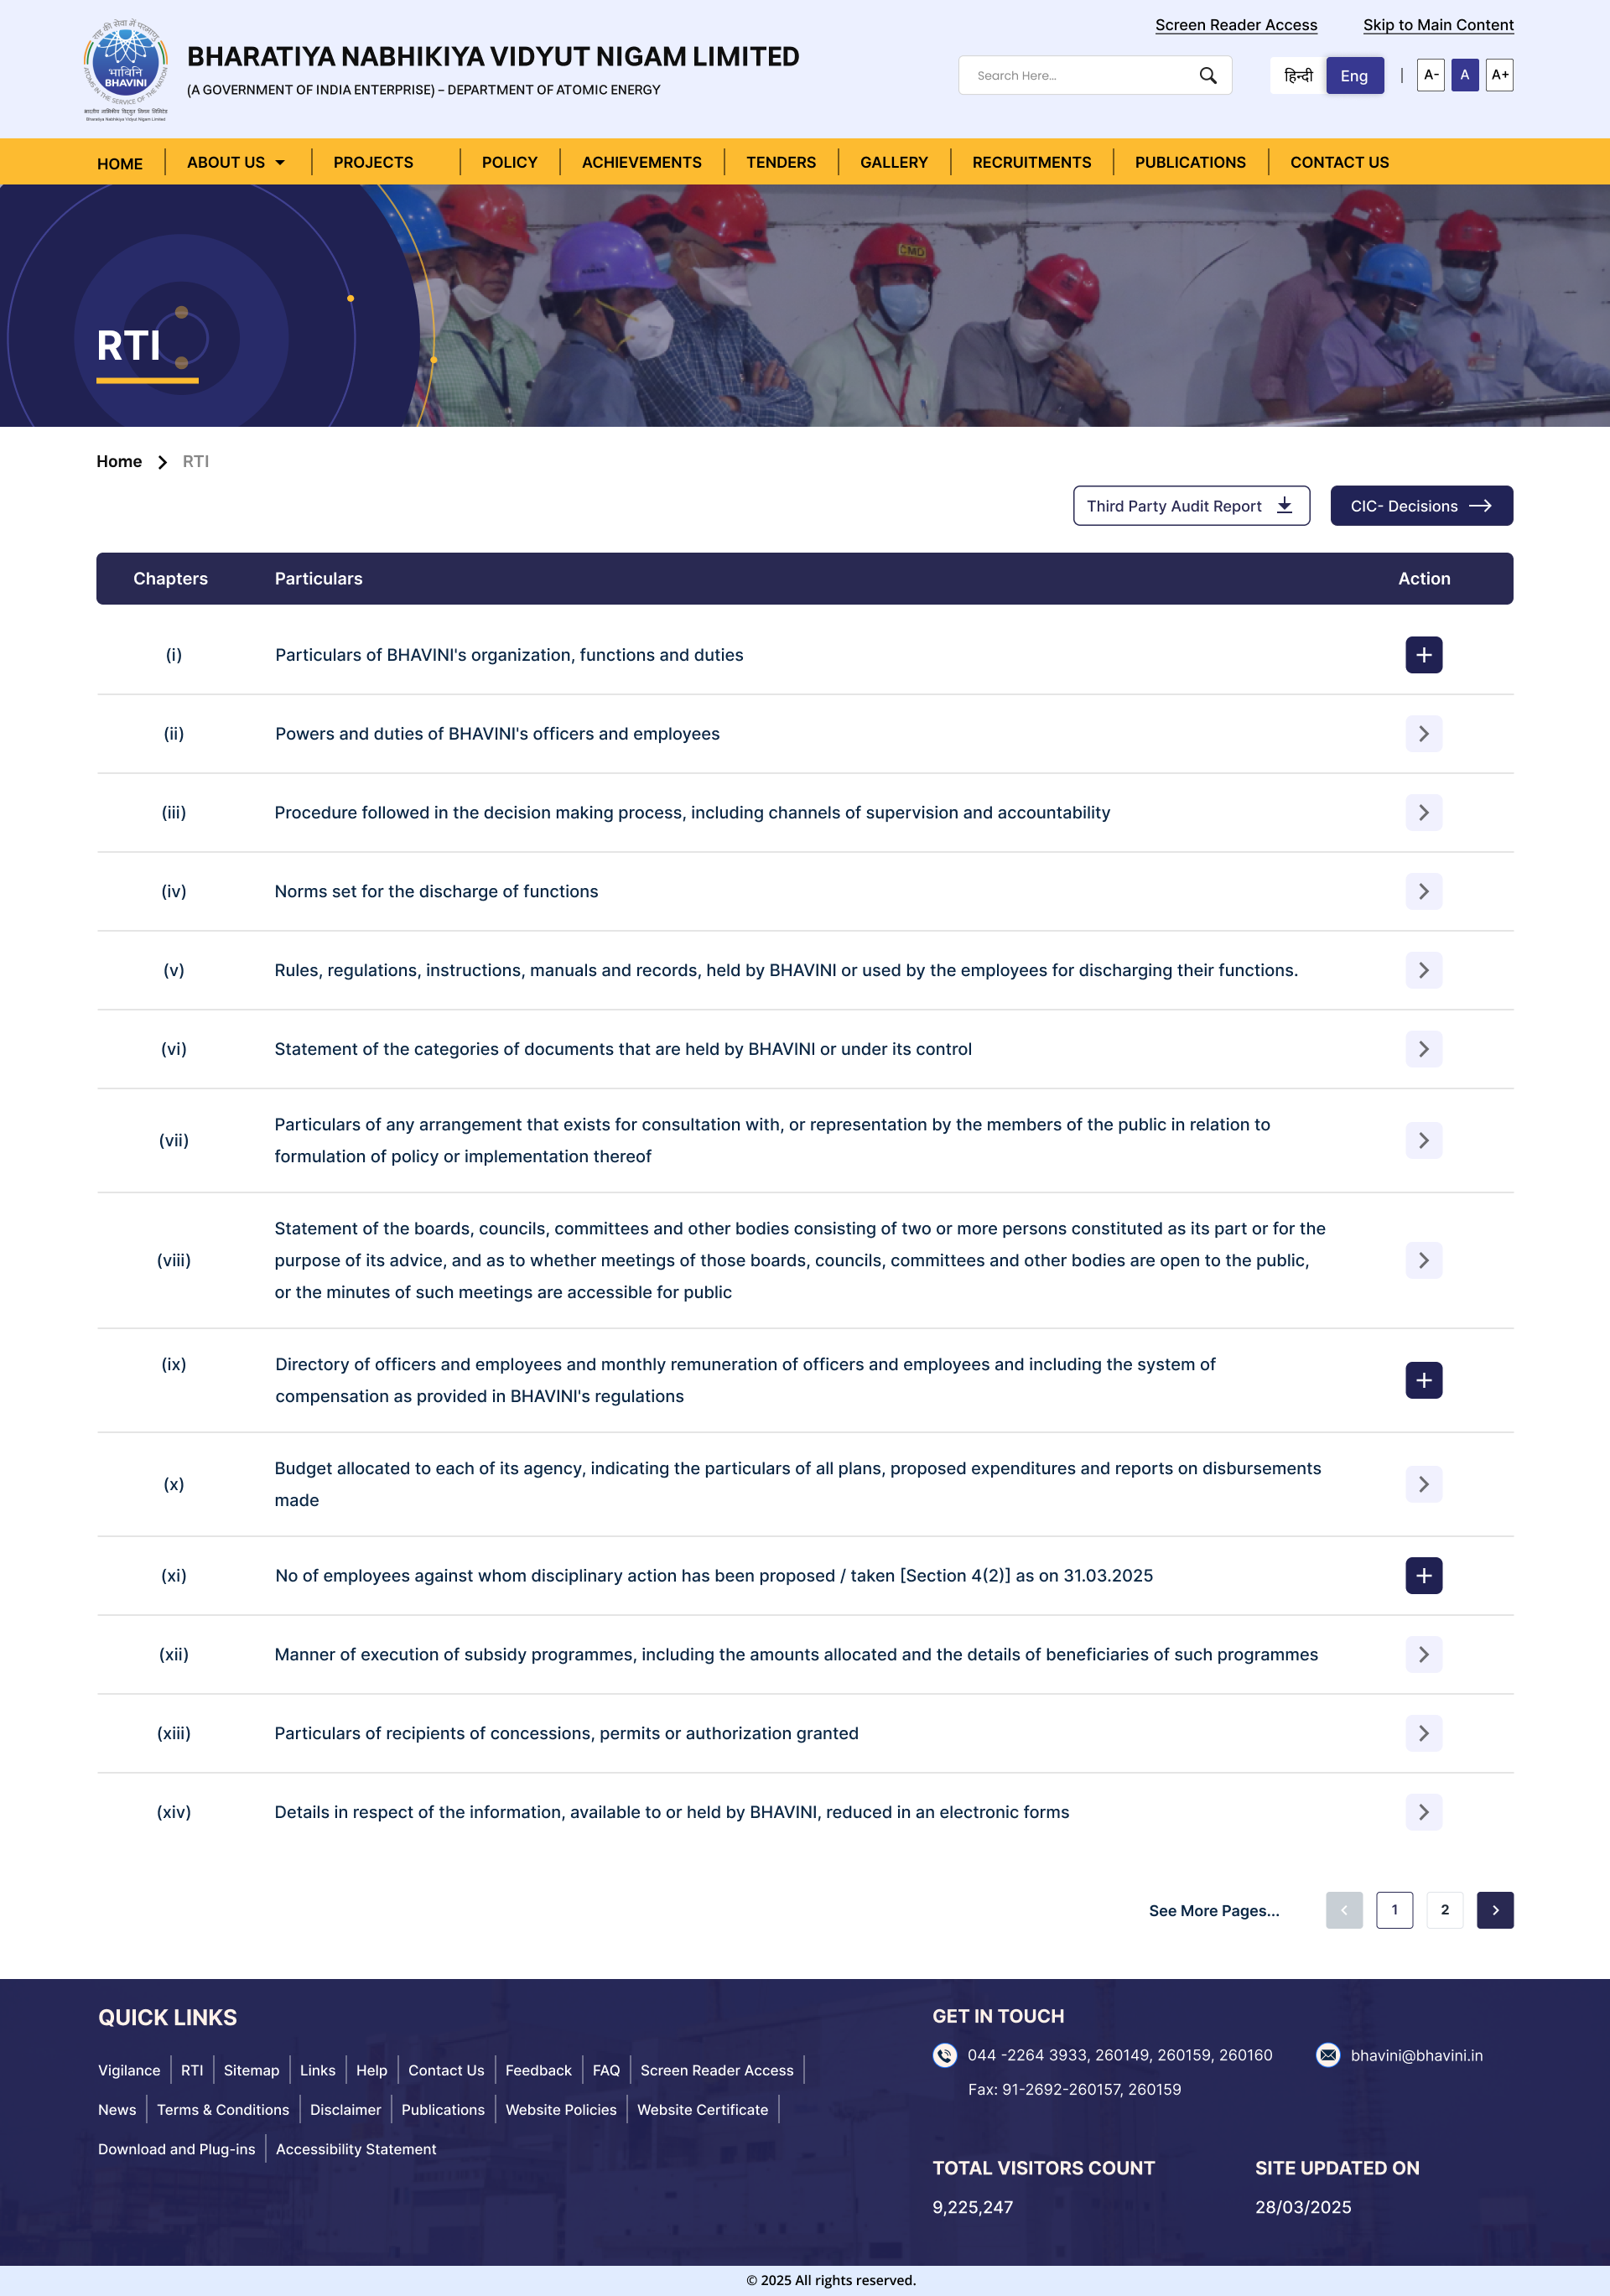 Screen Reader Access
Skip to Main Content
भाविनि
BHAVINI
BHARATIYA NABHIKIYA VIDYUT NIGAM LIMITED
(A GOVERNMENT OF INDIA ENTERPRISE) – DEPARTMENT OF ATOMIC ENERGY
Bharatiya Nabhikiya Vidyut Nigam Limited
Search Here...
हिन्दी
Eng
A-
A
A+
HOME
ABOUT US
PROJECTS
POLICY
ACHIEVEMENTS
TENDERS
GALLERY
RECRUITMENTS
PUBLICATIONS
CONTACT US
CMD
RTI
Home
RTI
Third Party Audit Report
CIC- Decisions
Chapters Particulars Action
(i) Particulars of BHAVINI's organization, functions and duties
(ii) Powers and duties of BHAVINI's officers and employees
(iii) Procedure followed in the decision making process, including channels of supervision and accountability
(iv) Norms set for the discharge of functions
(v) Rules, regulations, instructions, manuals and records, held by BHAVINI or used by the employees for discharging their functions.
(vi) Statement of the categories of documents that are held by BHAVINI or under its control
(vii) Particulars of any arrangement that exists for consultation with, or representation by the members of the public in relation to
formulation of policy or implementation thereof
(viii) Statement of the boards, councils, committees and other bodies consisting of two or more persons constituted as its part or for the
purpose of its advice, and as to whether meetings of those boards, councils, committees and other bodies are open to the public,
or the minutes of such meetings are accessible for public
(ix) Directory of officers and employees and monthly remuneration of officers and employees and including the system of
compensation as provided in BHAVINI's regulations
(x) Budget allocated to each of its agency, indicating the particulars of all plans, proposed expenditures and reports on disbursements
made
(xi) No of employees against whom disciplinary action has been proposed / taken [Section 4(2)] as on 31.03.2025
(xii) Manner of execution of subsidy programmes, including the amounts allocated and the details of beneficiaries of such programmes
(xiii) Particulars of recipients of concessions, permits or authorization granted
(xiv) Details in respect of the information, available to or held by BHAVINI, reduced in an electronic forms
See More Pages... 1 2
QUICK LINKS
Vigilance RTI Sitemap Links Help Contact Us Feedback FAQ Screen Reader Access
News Terms & Conditions Disclaimer Publications Website Policies Website Certificate
Download and Plug-ins Accessibility Statement
GET IN TOUCH
044 -2264 3933, 260149, 260159, 260160
bhavini@bhavini.in
Fax: 91-2692-260157, 260159
TOTAL VISITORS COUNT
9,225,247
SITE UPDATED ON
28/03/2025
© 2025 All rights reserved.